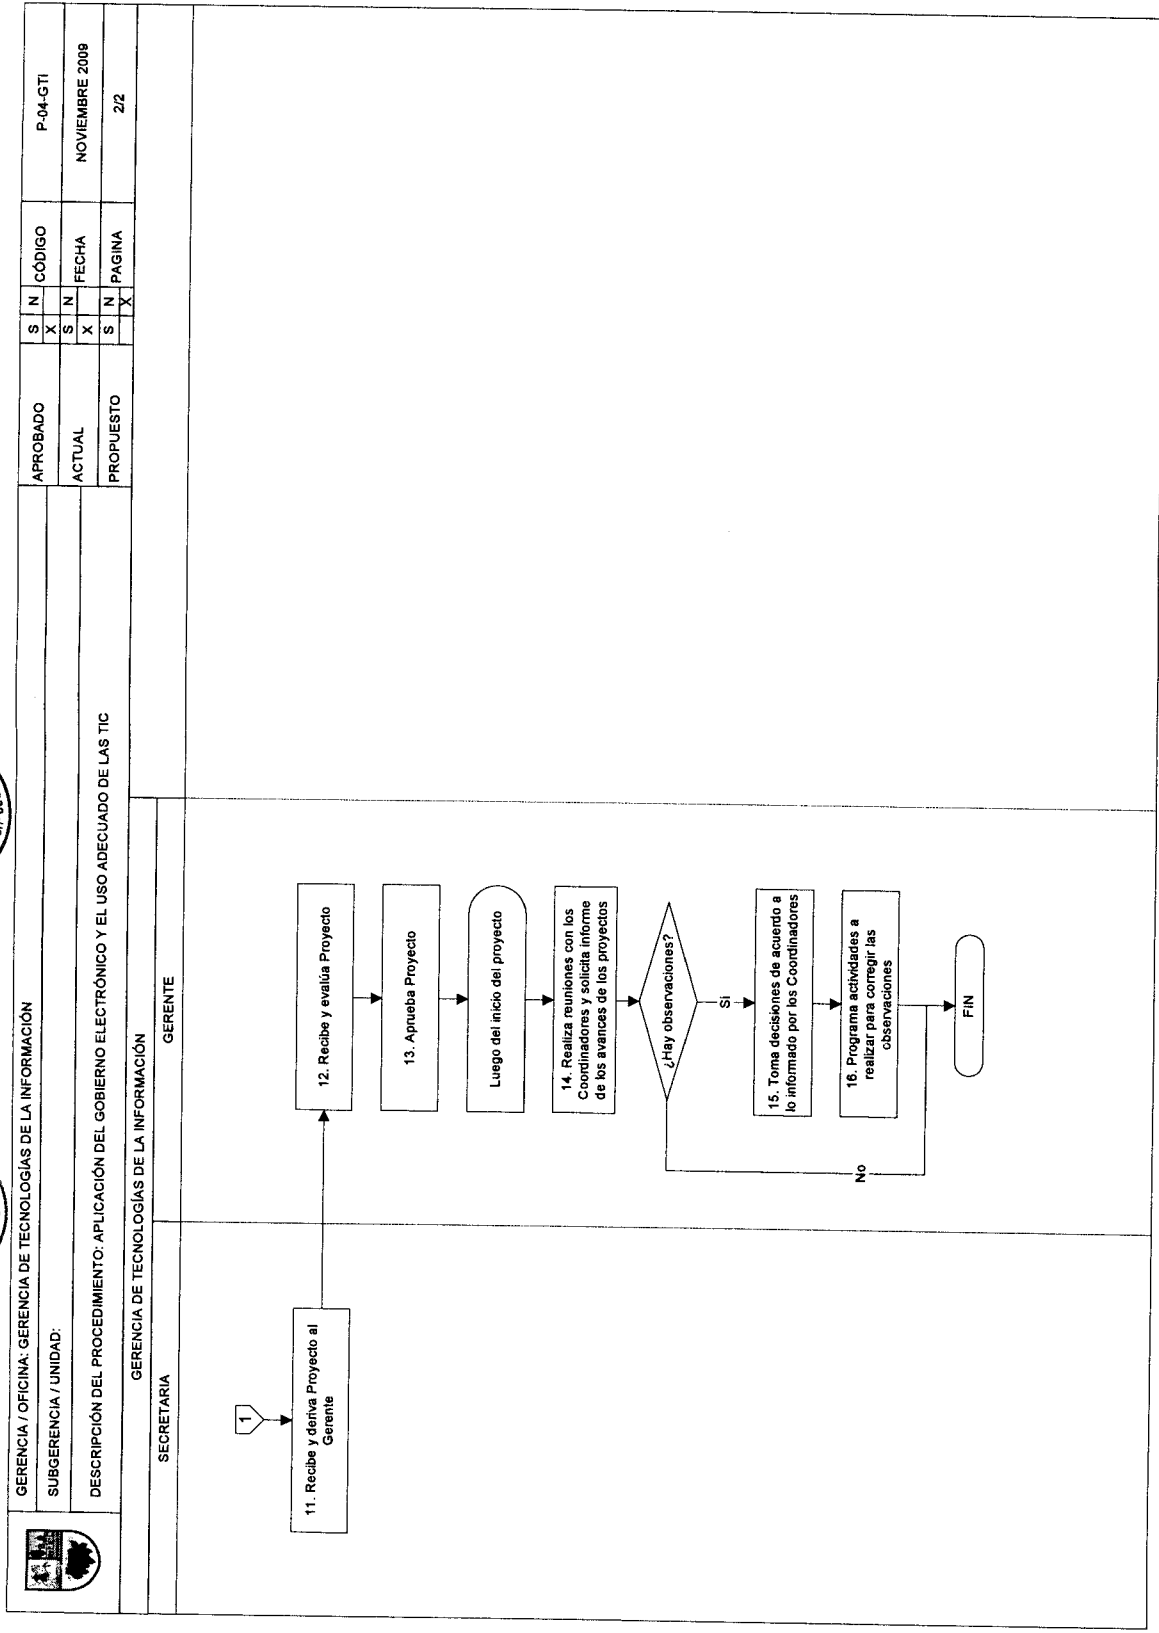 GERENCIA / OFICINA: GERENCIA DE TECNOLOGÍAS DE LA INFORMACIÓN
SUBGERENCIA / UNIDAD:
DESCRIPCIÓN DEL PROCEDIMIENTO: APLICACIÓN DEL GOBIERNO ELECTRÓNICO Y EL USO ADECUADO DE LAS TIC
APROBADO S N CÓDIGO P-04-GTI
X
ACTUAL S N FECHA NOVIEMBRE 2009
X
PROPUESTO S N PAGINA 2/2
X
GERENCIA DE TECNOLOGÍAS DE LA INFORMACIÓN
SECRETARIA
GERENTE
1
11. Recibe y deriva Proyecto al
Gerente
12. Recibe y evalúa Proyecto
13. Aprueba Proyecto
Luego del inicio del proyecto
14. Realiza reuniones con los
Coordinadores y solicita informe
de los avances de los proyectos
¿Hay observaciones?
Si
15. Toma decisiones de acuerdo a
lo informado por los Coordinadores
16. Programa actividades a
realizar para corregir las
observaciones
No
FIN